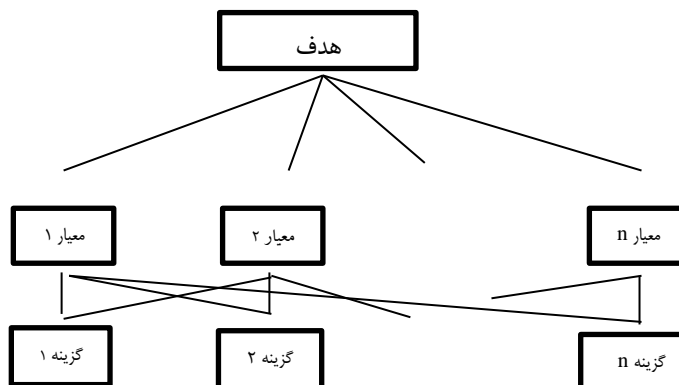 هدف
معیار ۱
معیار ۲
معیار n
گزینه ۱
گزینه ۲
گزینه n